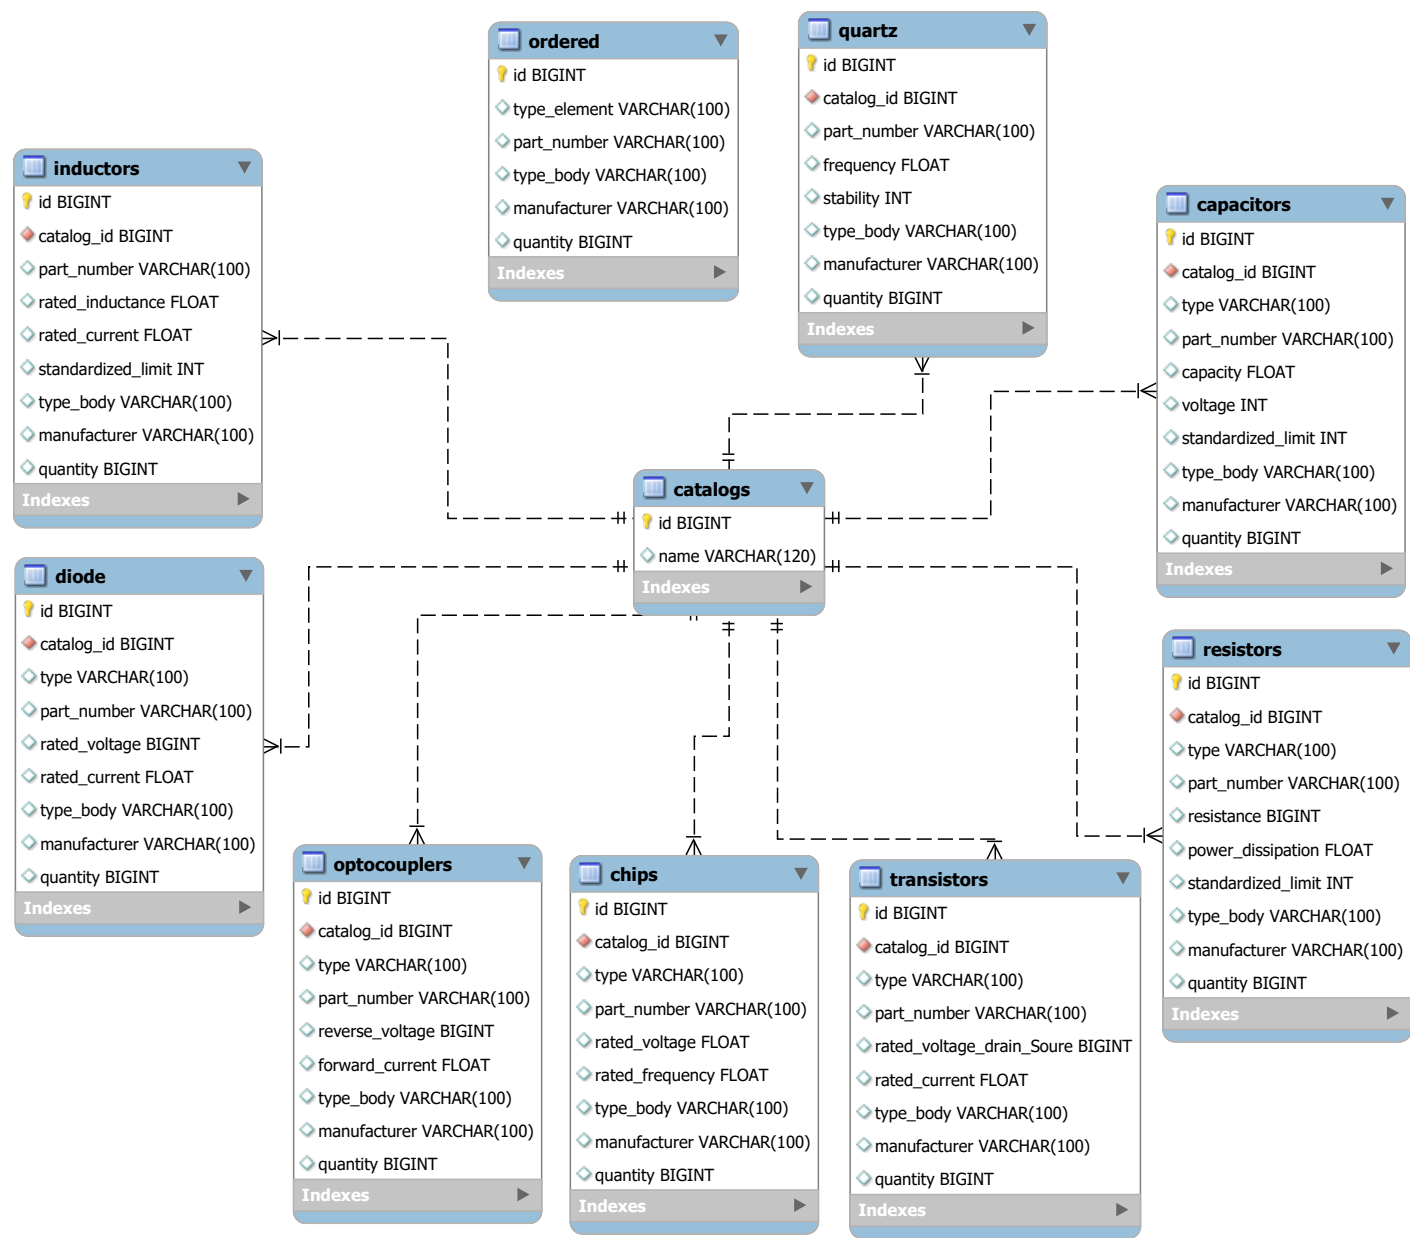 ordered
id BIGINT
type_element VARCHAR(100)
part_number VARCHAR(100)
type_body VARCHAR(100)
manufacturer VARCHAR(100)
quantity BIGINT
Indexes
quartz
id BIGINT
catalog_id BIGINT
part_number VARCHAR(100)
frequency FLOAT
stability INT
type_body VARCHAR(100)
manufacturer VARCHAR(100)
quantity BIGINT
Indexes
inductors
id BIGINT
catalog_id BIGINT
part_number VARCHAR(100)
rated_inductance FLOAT
rated_current FLOAT
standardized_limit INT
type_body VARCHAR(100)
manufacturer VARCHAR(100)
quantity BIGINT
Indexes
capacitors
id BIGINT
catalog_id BIGINT
type VARCHAR(100)
part_number VARCHAR(100)
capacity FLOAT
voltage INT
standardized_limit INT
type_body VARCHAR(100)
manufacturer VARCHAR(100)
quantity BIGINT
Indexes
catalogs
id BIGINT
name VARCHAR(120)
Indexes
diode
id BIGINT
catalog_id BIGINT
type VARCHAR(100)
part_number VARCHAR(100)
rated_voltage BIGINT
rated_current FLOAT
type_body VARCHAR(100)
manufacturer VARCHAR(100)
quantity BIGINT
Indexes
resistors
id BIGINT
catalog_id BIGINT
type VARCHAR(100)
part_number VARCHAR(100)
resistance BIGINT
power_dissipation FLOAT
standardized_limit INT
type_body VARCHAR(100)
manufacturer VARCHAR(100)
quantity BIGINT
Indexes
optocouplers
id BIGINT
catalog_id BIGINT
type VARCHAR(100)
part_number VARCHAR(100)
reverse_voltage BIGINT
forward_current FLOAT
type_body VARCHAR(100)
manufacturer VARCHAR(100)
quantity BIGINT
Indexes
chips
id BIGINT
catalog_id BIGINT
type VARCHAR(100)
part_number VARCHAR(100)
rated_voltage FLOAT
rated_frequency FLOAT
type_body VARCHAR(100)
manufacturer VARCHAR(100)
quantity BIGINT
Indexes
transistors
id BIGINT
catalog_id BIGINT
type VARCHAR(100)
part_number VARCHAR(100)
rated_voltage_drain_Soure BIGINT
rated_current FLOAT
type_body VARCHAR(100)
manufacturer VARCHAR(100)
quantity BIGINT
Indexes